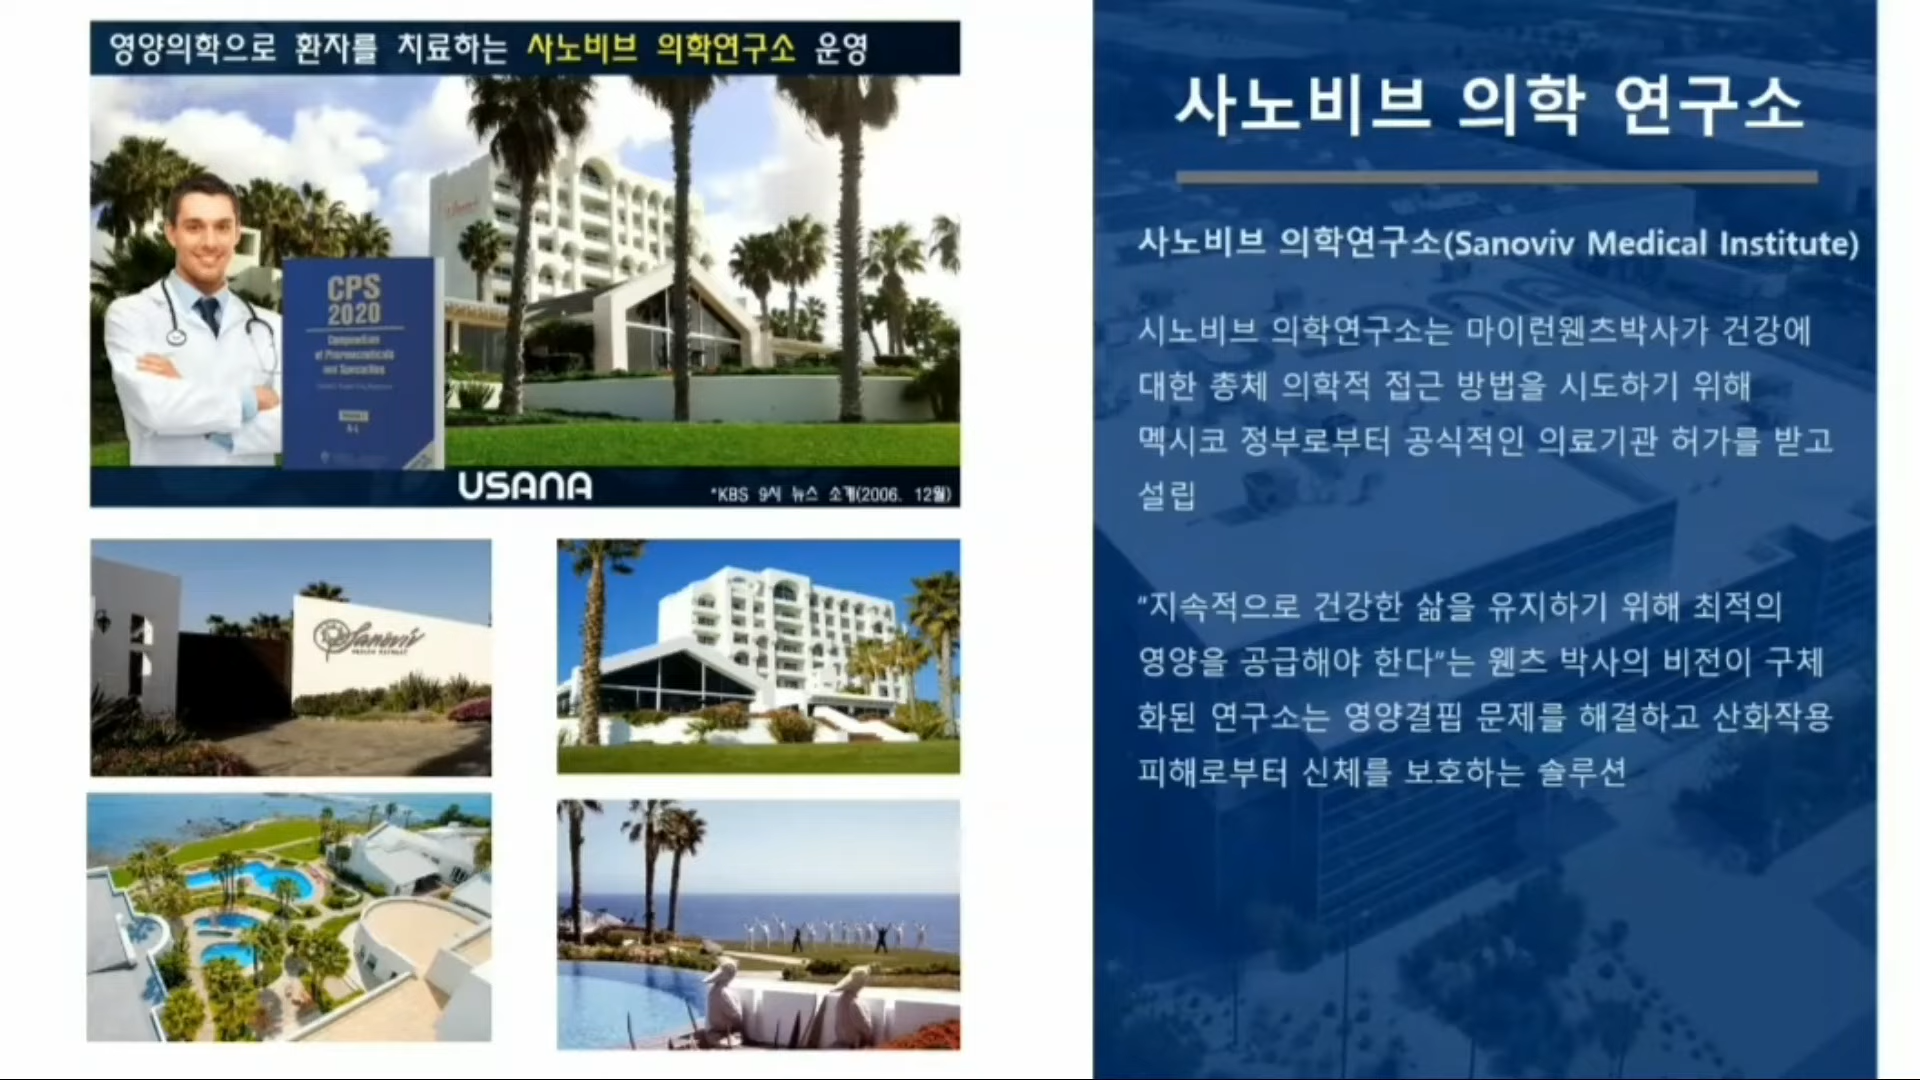 영양의학으로 환자를 치료하는 사노비브 의학연구소 운영
CPS
2020
Compendium
of Pharmaceuticals
and Specialties
A-L
USANA
*KBS 9시 뉴스 소개(2006. 12월)
Sanoviv
HEALTH RETREAT
사노비브 의학 연구소
사노비브 의학연구소(Sanoviv Medical Institute)
시노비브 의학연구소는 마이런웬츠박사가 건강에
대한 총체 의학적 접근 방법을 시도하기 위해
멕시코 정부로부터 공식적인 의료기관 허가를 받고
설립
“지속적으로 건강한 삶을 유지하기 위해 최적의
영양을 공급해야 한다”는 웬츠 박사의 비전이 구체
화된 연구소는 영양결핍 문제를 해결하고 산화작용
피해로부터 신체를 보호하는 솔루션